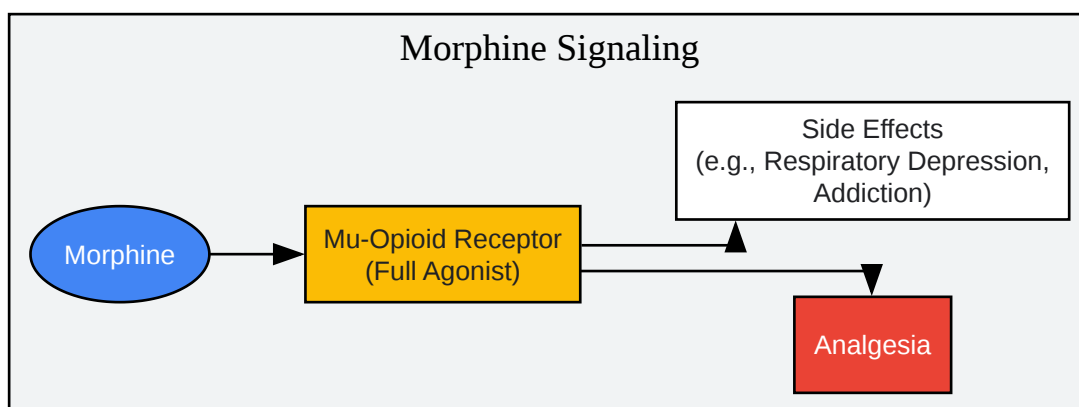 Morphine Signaling
Side Effects
(e.g., Respiratory Depression,
Addiction)
Morphine
Mu-Opioid Receptor
(Full Agonist)
Analgesia